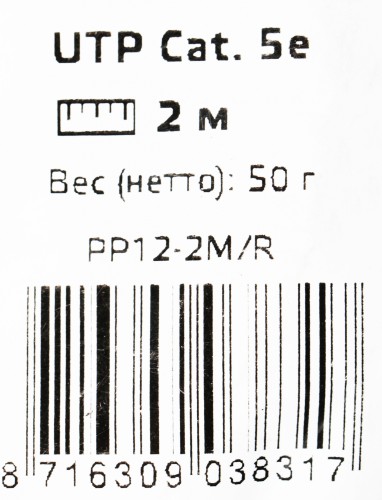 UTP Cat. 5e
2 м
Вес (нетто): 50 г
PP12-2M/R
8 716309 038317